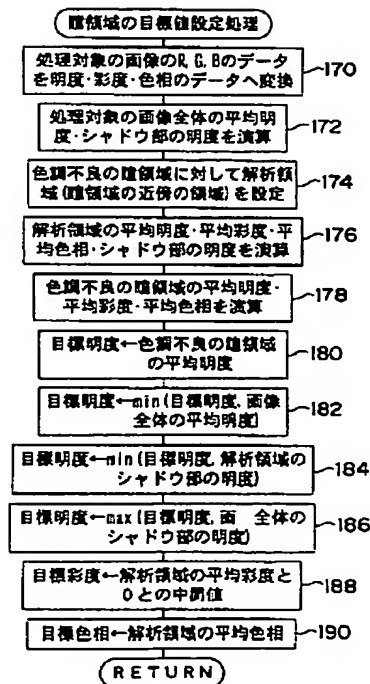 瞳領域の目標値設定処理
処理対象の画像のR,G,Bのデータ
を明度・彩度・色相のデータへ変換
170
処理対象の画像全体の平均明
度・シャドウ部の明度を演算
172
色調不良の瞳領域に対して解析領
域(瞳領域の近傍の領域)を設定
174
解析領域の平均明度・平均彩度・平
均色相・シャドウ部の明度を演算
176
色調不良の瞳領域の平均明度・
平均彩度・平均色相を演算
178
目標明度←色調不良の瞳領域
の平均明度
180
目標明度←min(目標明度,画像
全体の平均明度)
182
目標明度←min(目標明度,解析領域の
シャドウ部の明度)
184
目標明度←max(目標明度,画 全体の
シャドウ部の明度)
186
目標彩度←解析領域の平均彩度と
0との中間値
188
目標色相←解析領域の平均色相
190
RETURN